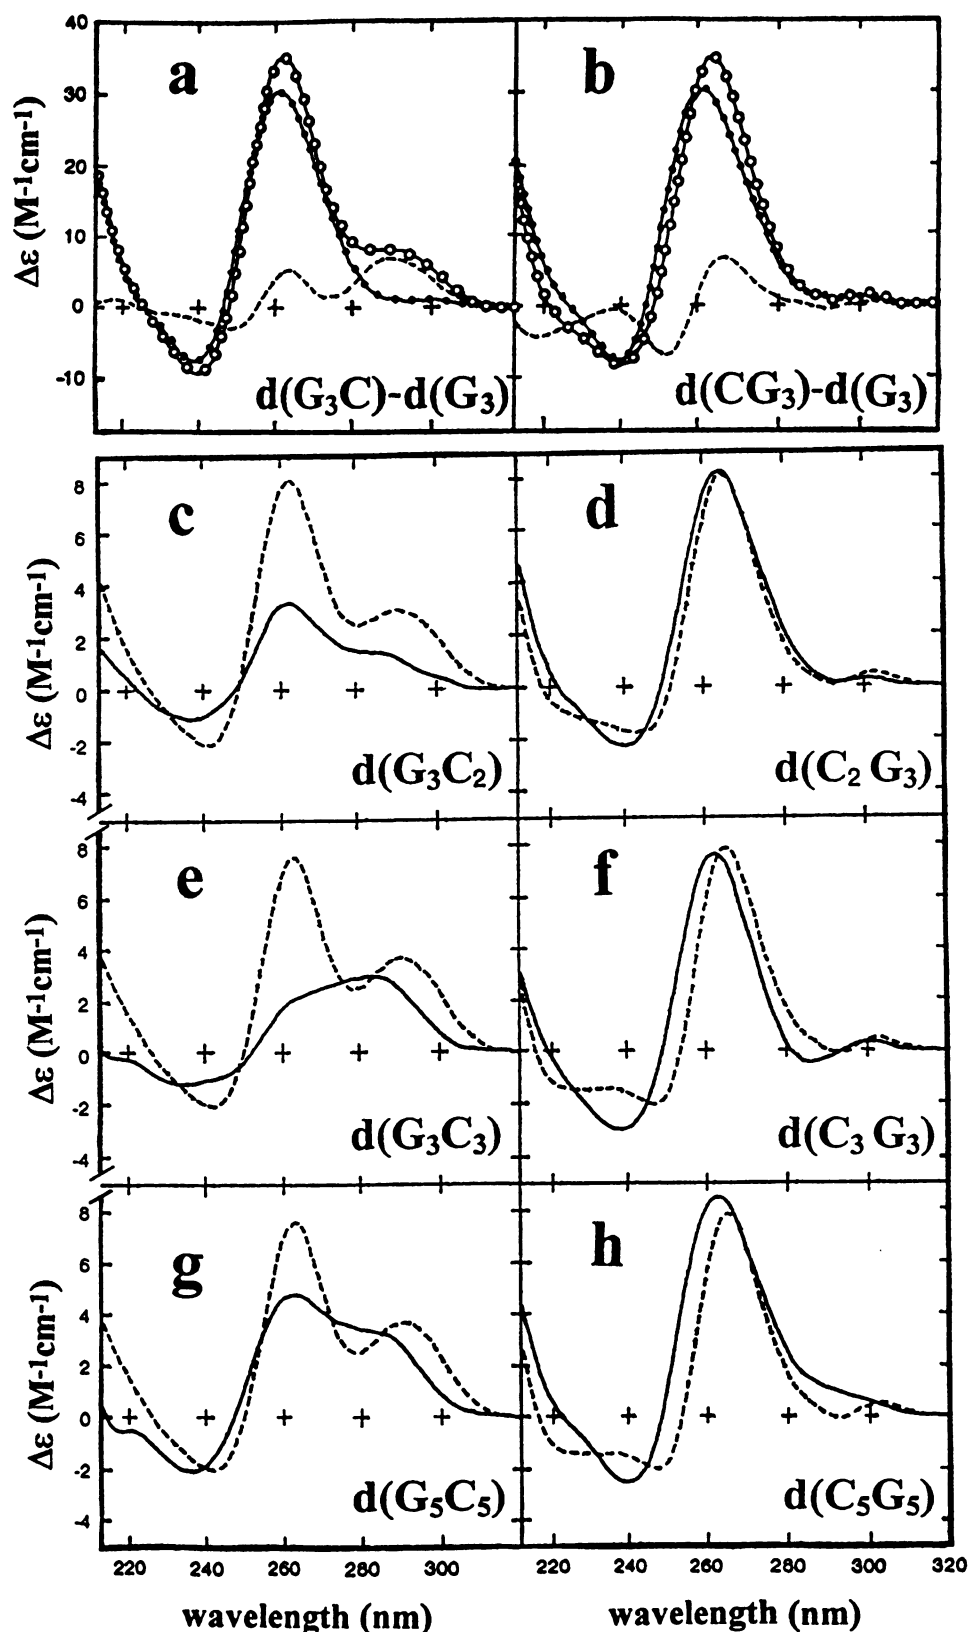 40
30
20
10
0
-10
Δε (M-1cm-1)
a
d(G3C)-d(G3)
b
d(CG3)-d(G3)
8
6
4
2
0
-2
-4
Δε (M-1cm-1)
c
d(G3C2)
d
d(C2 G3)
8
6
4
2
0
-2
-4
Δε (M-1cm-1)
e
d(G3C3)
f
d(C3 G3)
8
6
4
2
0
-2
-4
Δε (M-1cm-1)
g
d(G5C5)
h
d(C5G5)
220 240 260 280 300 220 240 260 280 300 320
wavelength (nm) wavelength (nm)